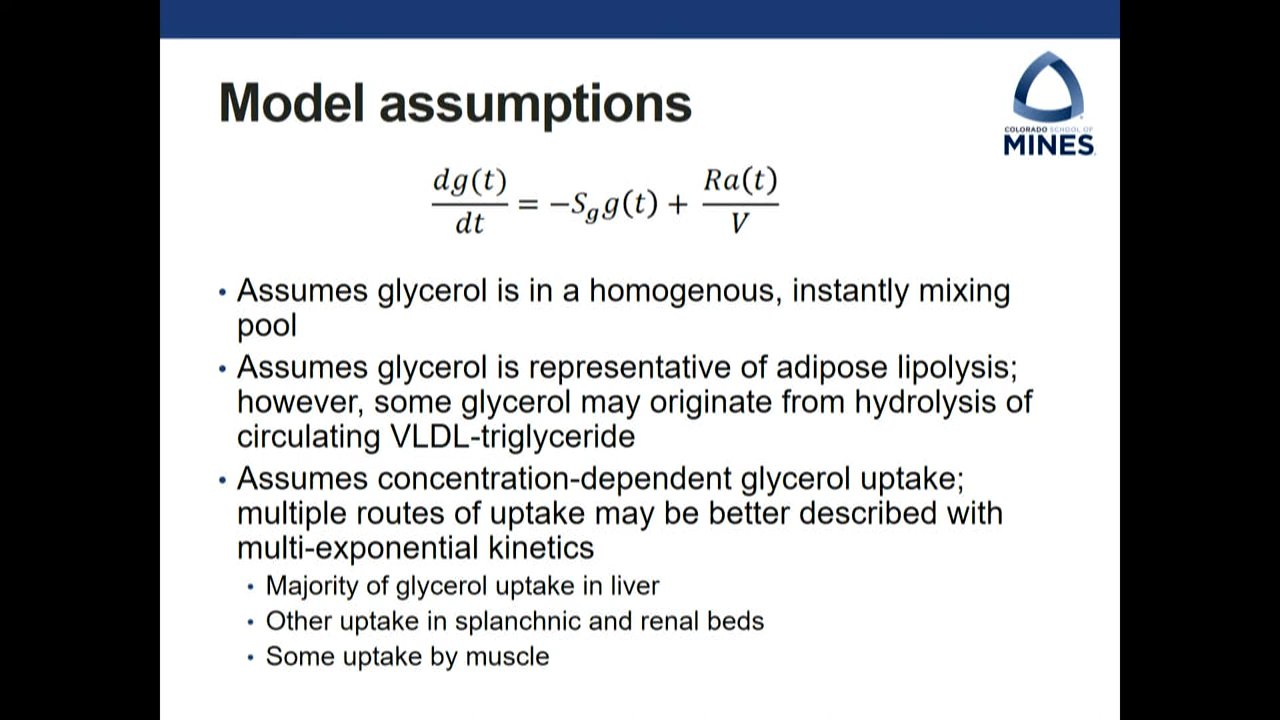 Model assumptions
COLORADO SCHOOL OF
MINES
dg(t)/dt = −S_g g(t) + Ra(t)/V
• Assumes glycerol is in a homogenous, instantly mixing
pool
• Assumes glycerol is representative of adipose lipolysis;
however, some glycerol may originate from hydrolysis of
circulating VLDL-triglyceride
• Assumes concentration-dependent glycerol uptake;
multiple routes of uptake may be better described with
multi-exponential kinetics
• Majority of glycerol uptake in liver
• Other uptake in splanchnic and renal beds
• Some uptake by muscle